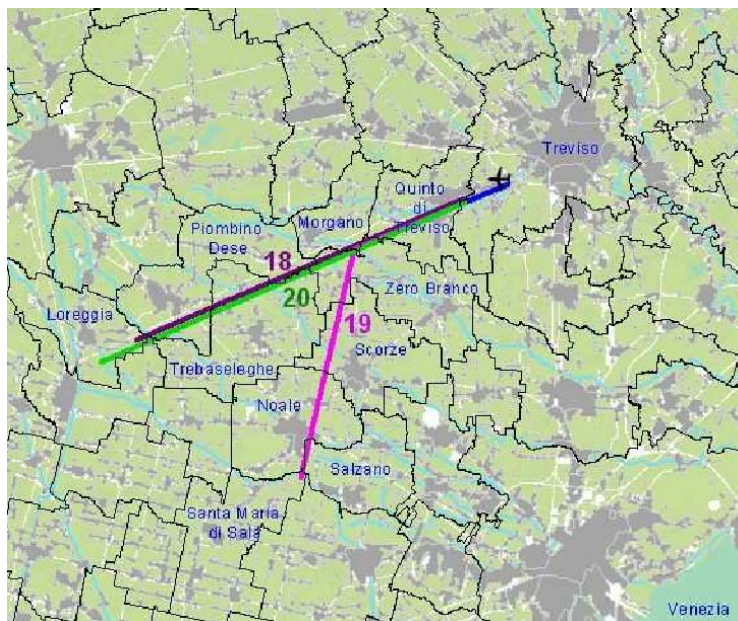 Treviso
Quinto
di
Treviso
Morgano
Piombino
Dese
18
20
Zero Branco
Loreggia
19
Scorze
Trebaseleghe
Noale
Salzano
Santa Maria
di Sala
Venezia